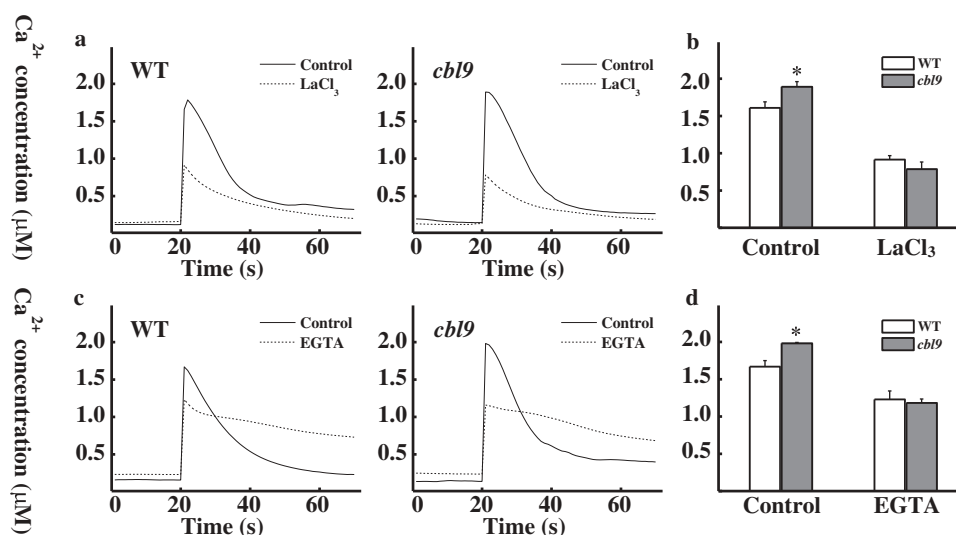 Ca²⁺ concentration (μM)
a
WT
Control
LaCl₃
2.0
1.5
1.0
0.5
0 20 40 60
Time (s)
cbl9
Control
LaCl₃
2.0
1.5
1.0
0.5
0 20 40 60
Time (s)
b
WT
cbl9
*
2.0
1.5
1.0
0.5
Control LaCl₃
Ca²⁺ concentration (μM)
c
WT
Control
EGTA
2.0
1.5
1.0
0.5
0 20 40 60
Time (s)
cbl9
Control
EGTA
2.0
1.5
1.0
0.5
0 20 40 60
Time (s)
d
WT
cbl9
*
2.0
1.5
1.0
0.5
Control EGTA